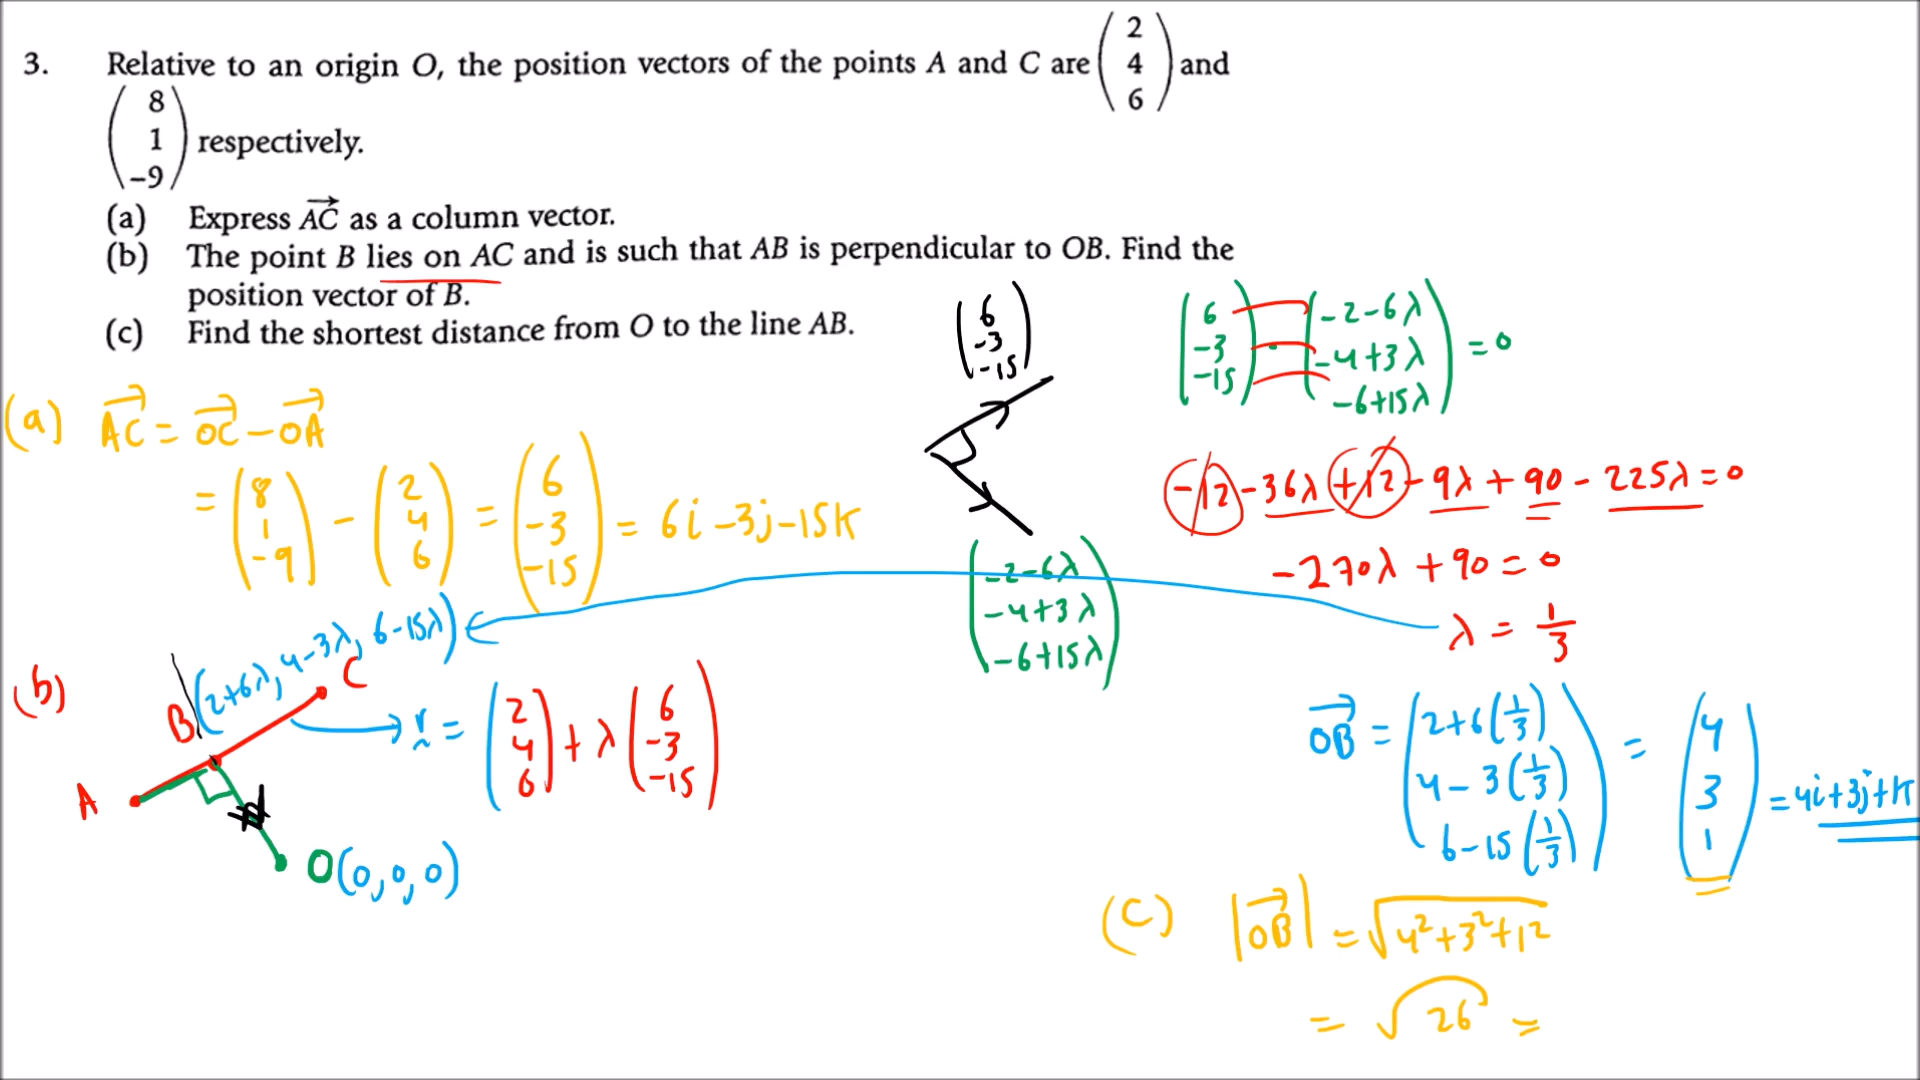 3. Relative to an origin O, the position vectors of the points A and C are (2 4 6) and
(8 1 -9) respectively.
(a) Express AC→ as a column vector.
(b) The point B lies on AC and is such that AB is perpendicular to OB. Find the
position vector of B.
(c) Find the shortest distance from O to the line AB.
(a) AC→ = OC→ - OA→
= (8 1 -9) - (2 4 6) = (6 -3 -15) = 6i - 3j - 15k
(b) A B(2+6λ, 4-3λ, 6-15λ) C
r = (2 4 6) + λ(6 -3 -15)
O(0,0,0)
(6 -3 -15)
(-2-6λ -4+3λ -6+15λ)
(6 -3 -15) · (-2-6λ -4+3λ -6+15λ) = 0
-12 - 36λ + 12 - 9λ + 90 - 225λ = 0
-270λ + 90 = 0
λ = 1/3
OB→ = (2+6(1/3) 4-3(1/3) 6-15(1/3)) = (4 3 1) = 4i+3j+k
(C) |OB→| = √4²+3²+1²
= √26 =